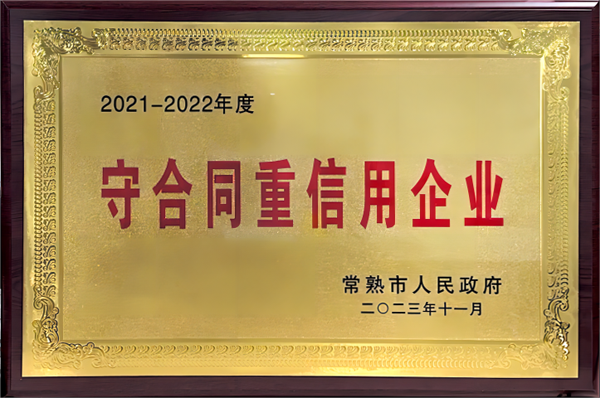 2021-2022年度
守合同重信用企业
常熟市人民政府
二〇二三年十一月